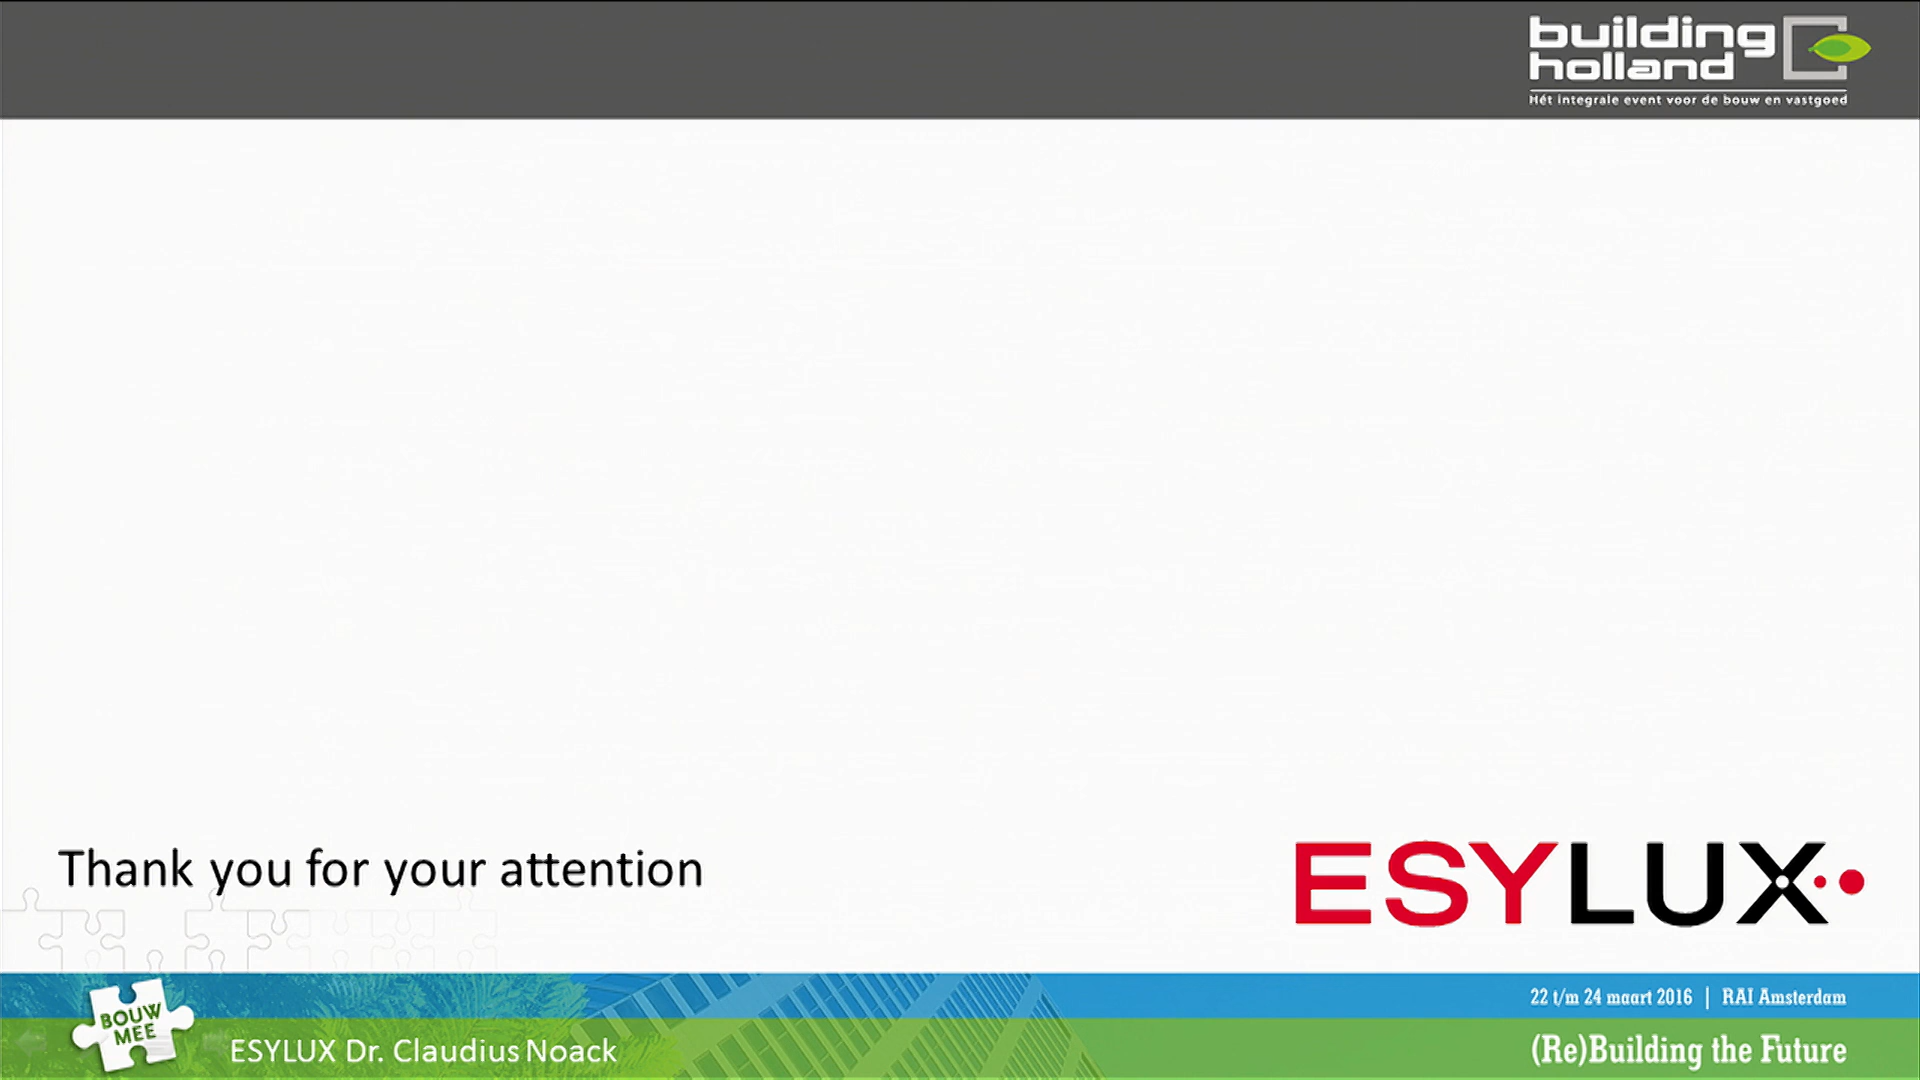 building
holland
Hét integrale event voor de bouw en vastgoed
Thank you for your attention
ESYLUX
BOUW
MEE
ESYLUX Dr. Claudius Noack
22 t/m 24 maart 2016 | RAI Amsterdam
(Re)Building the Future